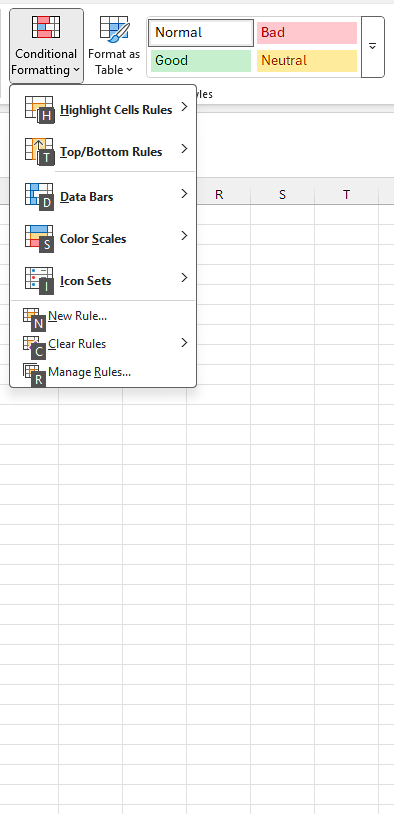 Conditional
Formatting
Format as
Table
Normal
Bad
Good
Neutral
les
H
Highlight Cells Rules
T
Top/Bottom Rules
D
Data Bars
R
S
T
S
Color Scales
I
Icon Sets
N
New Rule...
C
Clear Rules
R
Manage Rules...